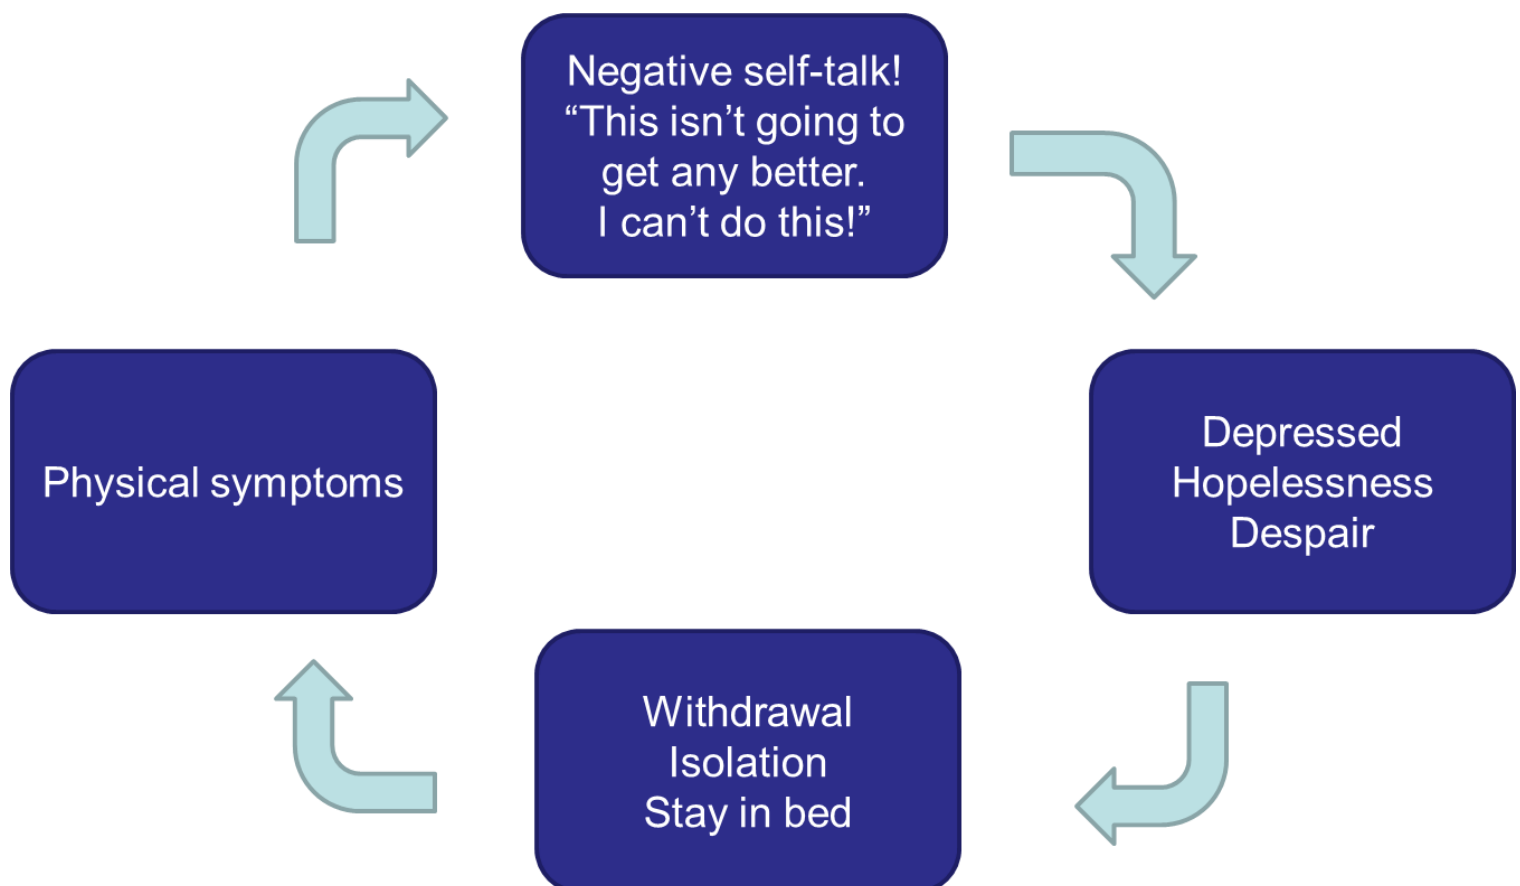 Negative self-talk!
“This isn’t going to
get any better.
I can’t do this!”
Physical symptoms
Depressed
Hopelessness
Despair
Withdrawal
Isolation
Stay in bed